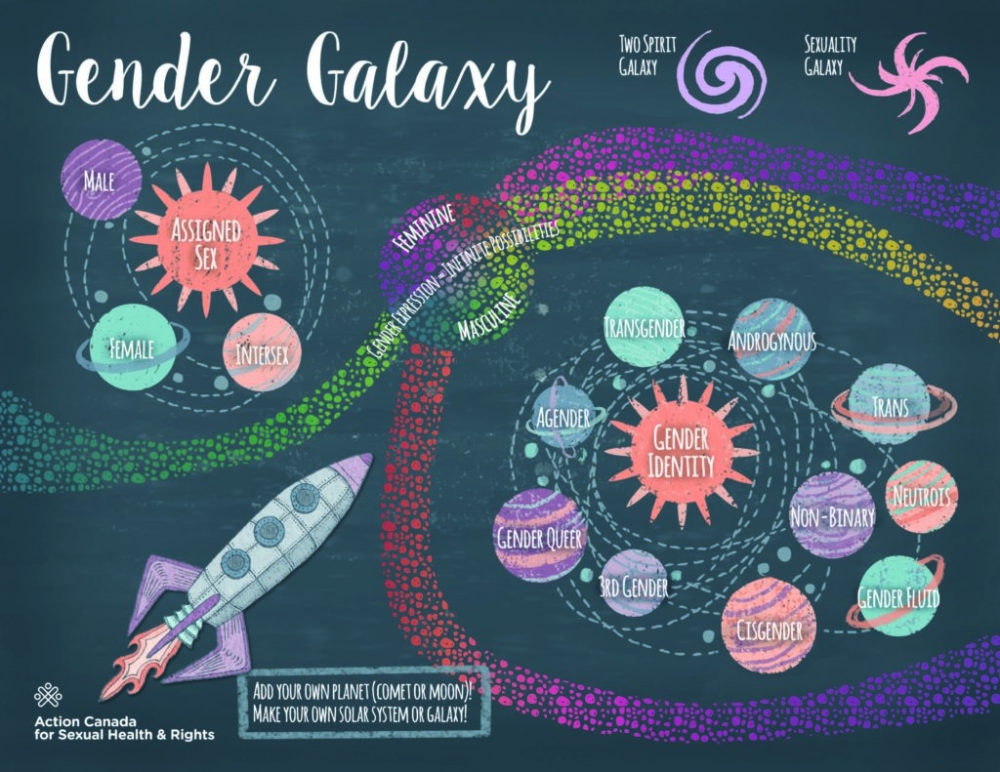 Gender Galaxy
TWO SPIRIT
GALAXY
SEXUALITY
GALAXY
MALE
ASSIGNED
SEX
FEMALE
INTERSEX
FEMININE
GENDER EXPRESSION = INFINITE POSSIBILITIES
MASCULINE
TRANSGENDER
ANDROGYNOUS
AGENDER
TRANS
GENDER
IDENTITY
NEUTROIS
NON-BINARY
GENDER QUEER
3RD GENDER
GENDER FLUID
CISGENDER
ADD YOUR OWN PLANET (COMET OR MOON)!
MAKE YOUR OWN SOLAR SYSTEM OR GALAXY!
Action Canada
for Sexual Health & Rights